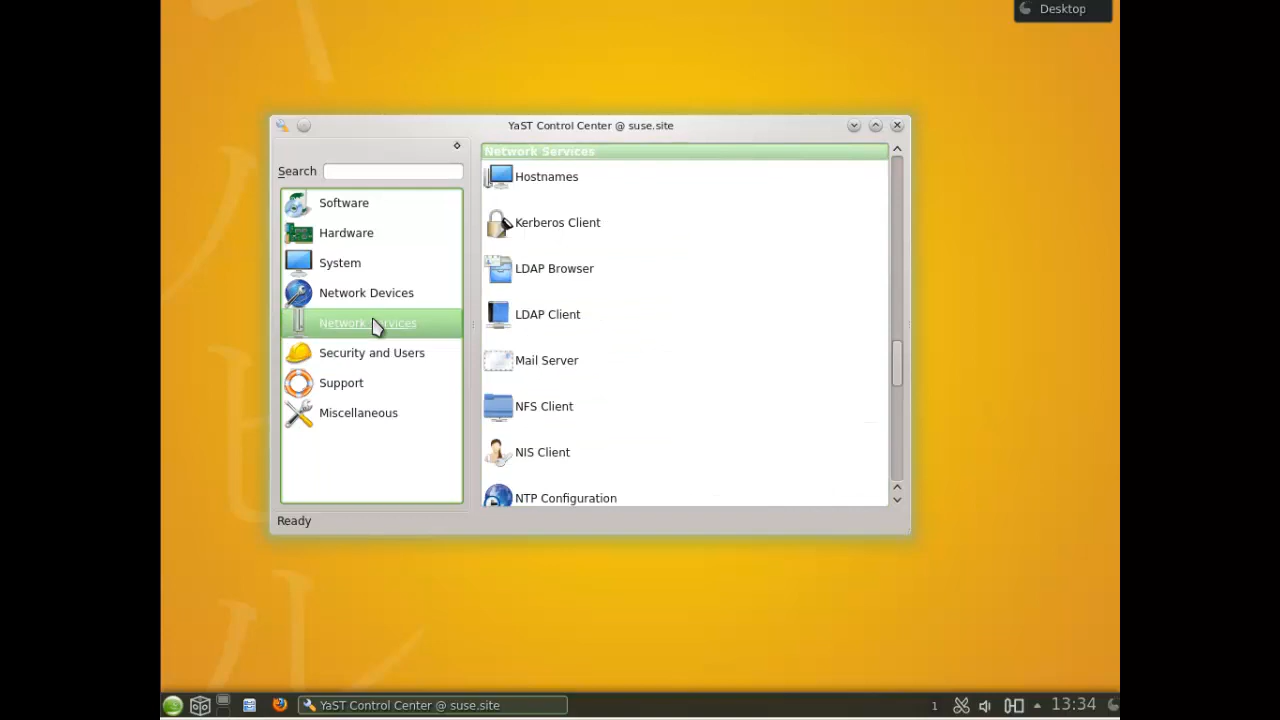 Desktop
YaST Control Center @ suse.site
Search
Software
Hardware
System
Network Devices
Network Services
Security and Users
Support
Miscellaneous
Network Services
Hostnames
Kerberos Client
LDAP Browser
LDAP Client
Mail Server
NFS Client
NIS Client
NTP Configuration
Ready
YaST Control Center @ suse.site
1
13:34